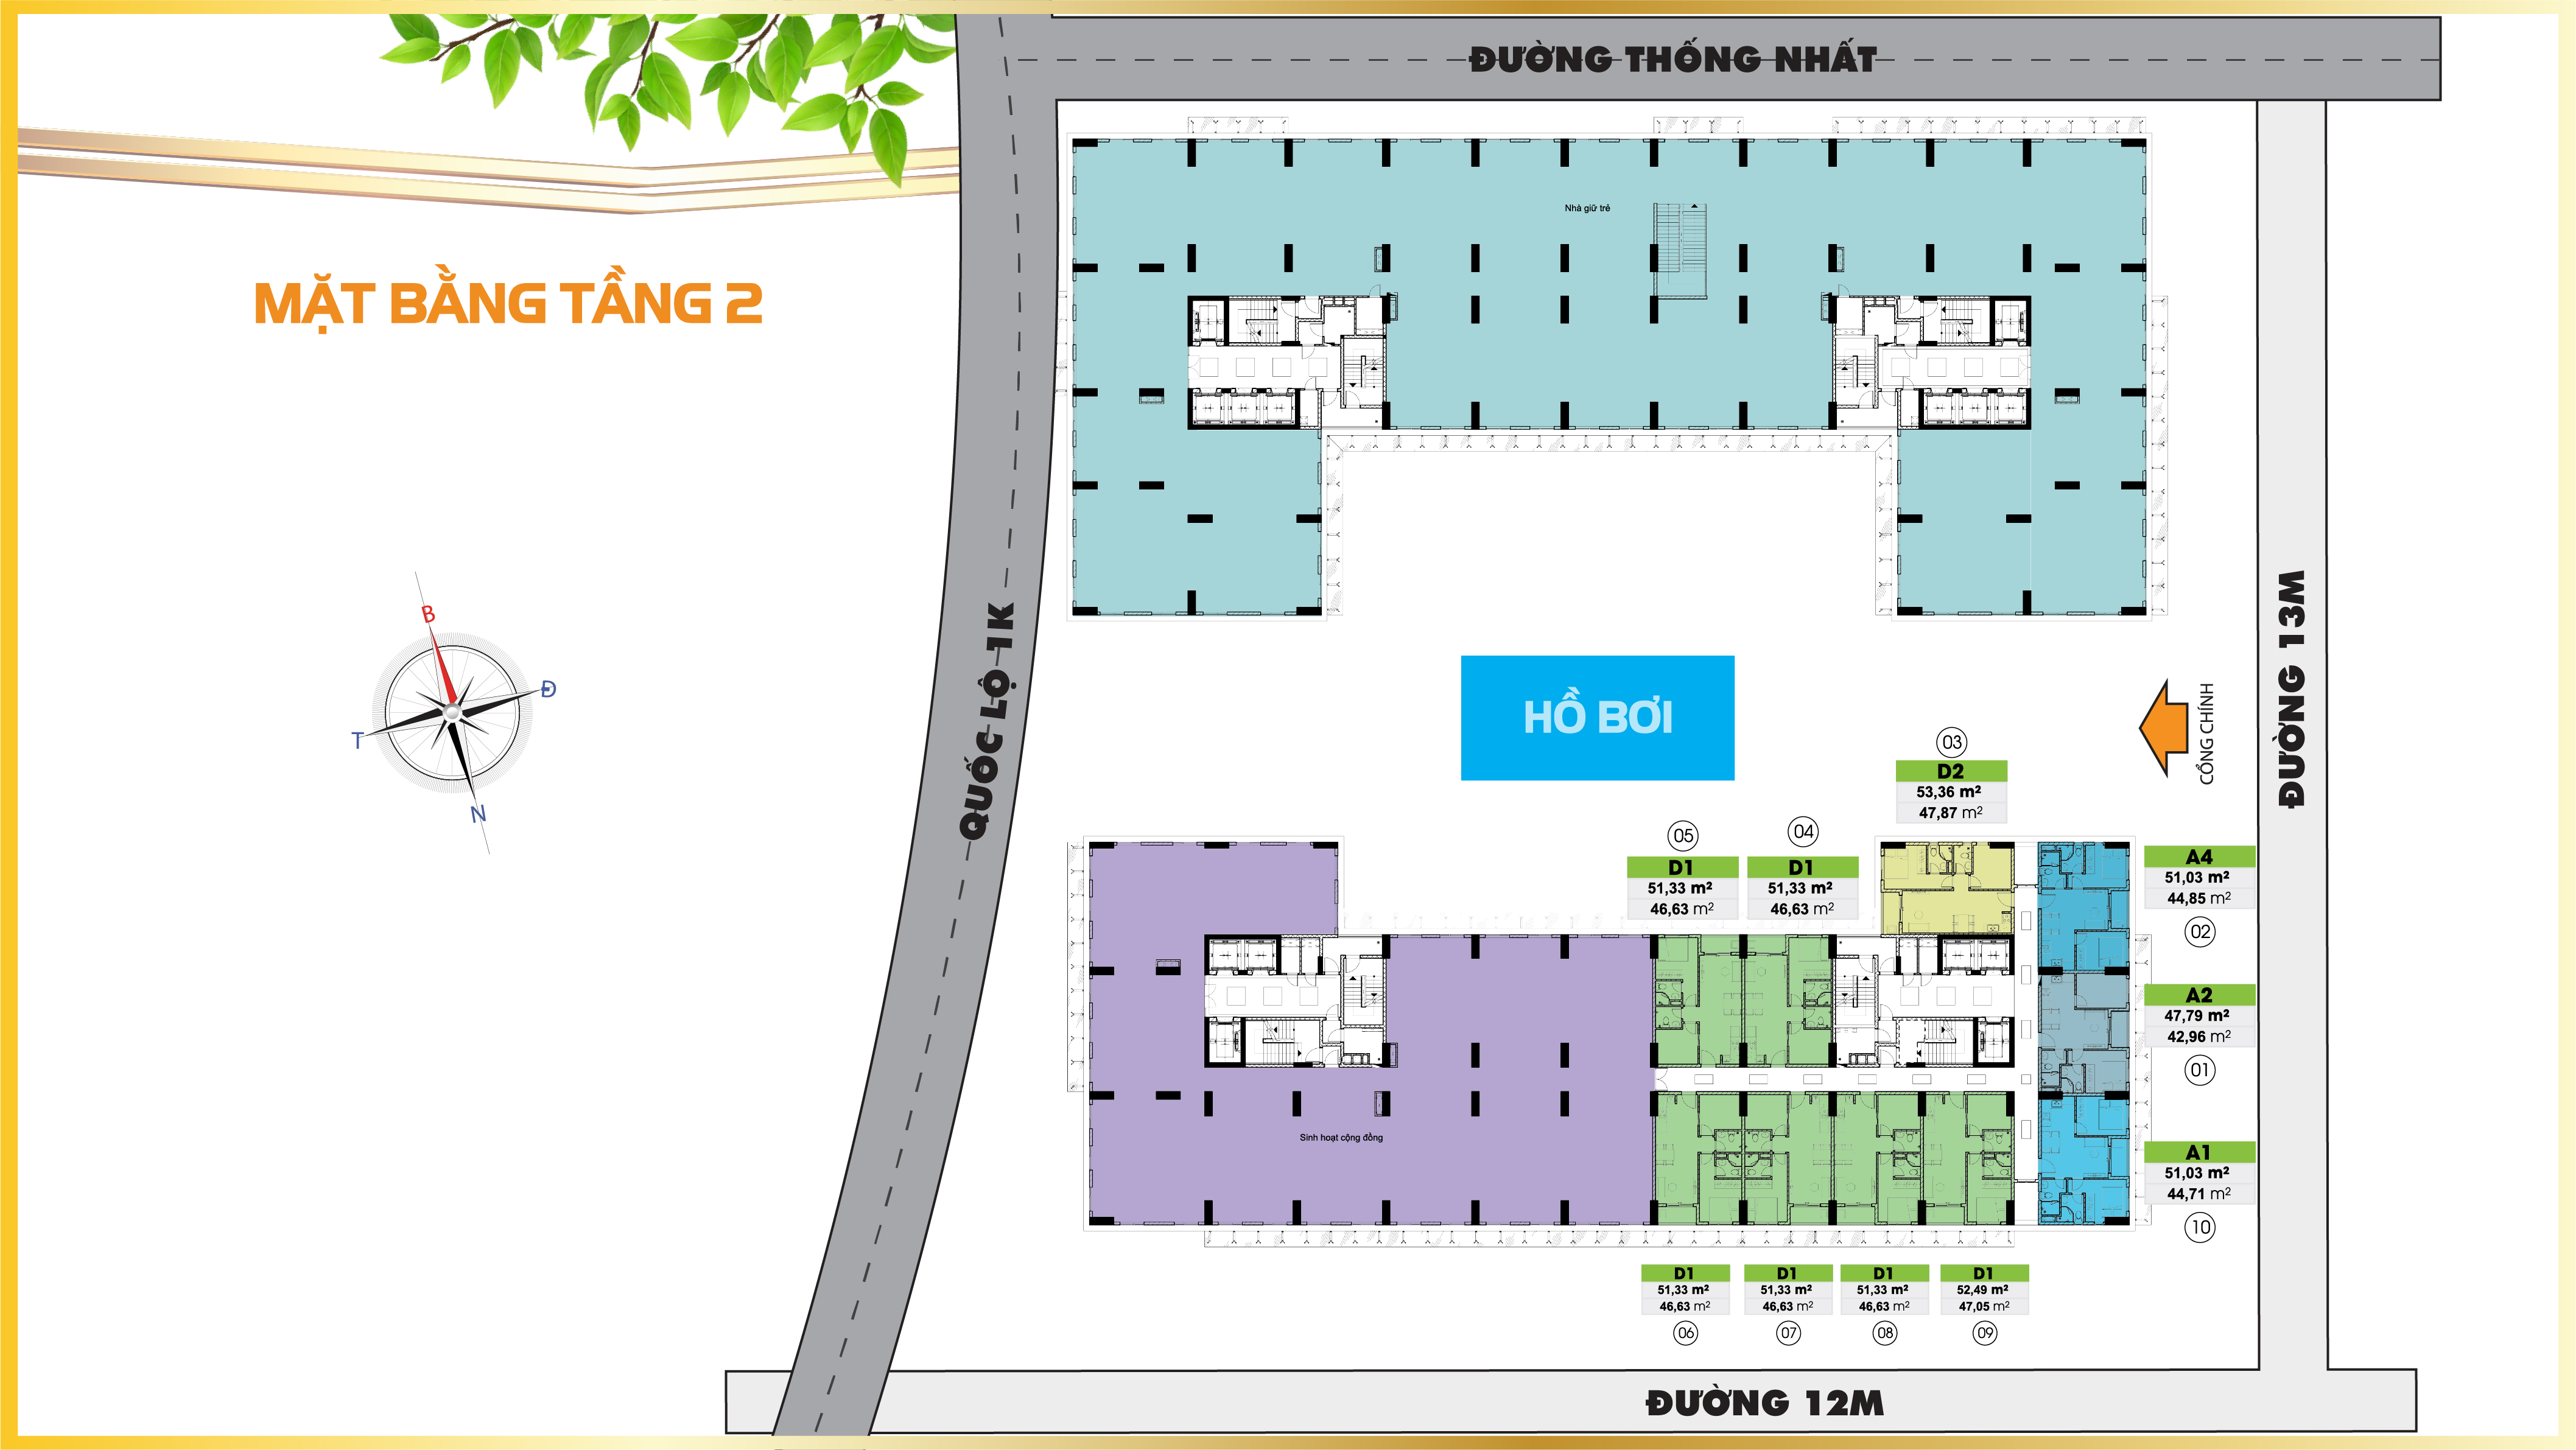 ĐƯỜNG THỐNG NHẤT
Nhà giữ trẻ
MẶT BẰNG TẦNG 2
B
Đ
T
N
QUỐC LỘ 1K
HỒ BƠI
ĐƯỜNG 13M
CỔNG CHÍNH
03
D2
53,36 m²
47,87 m²
05
D1
51,33 m²
46,63 m²
04
D1
51,33 m²
46,63 m²
A4
51,03 m²
44,85 m²
02
A2
47,79 m²
42,96 m²
01
Sinh hoạt cộng đồng
A1
51,03 m²
44,71 m²
10
D1
51,33 m²
46,63 m²
06
D1
51,33 m²
46,63 m²
07
D1
51,33 m²
46,63 m²
08
D1
52,49 m²
47,05 m²
09
ĐƯỜNG 12M